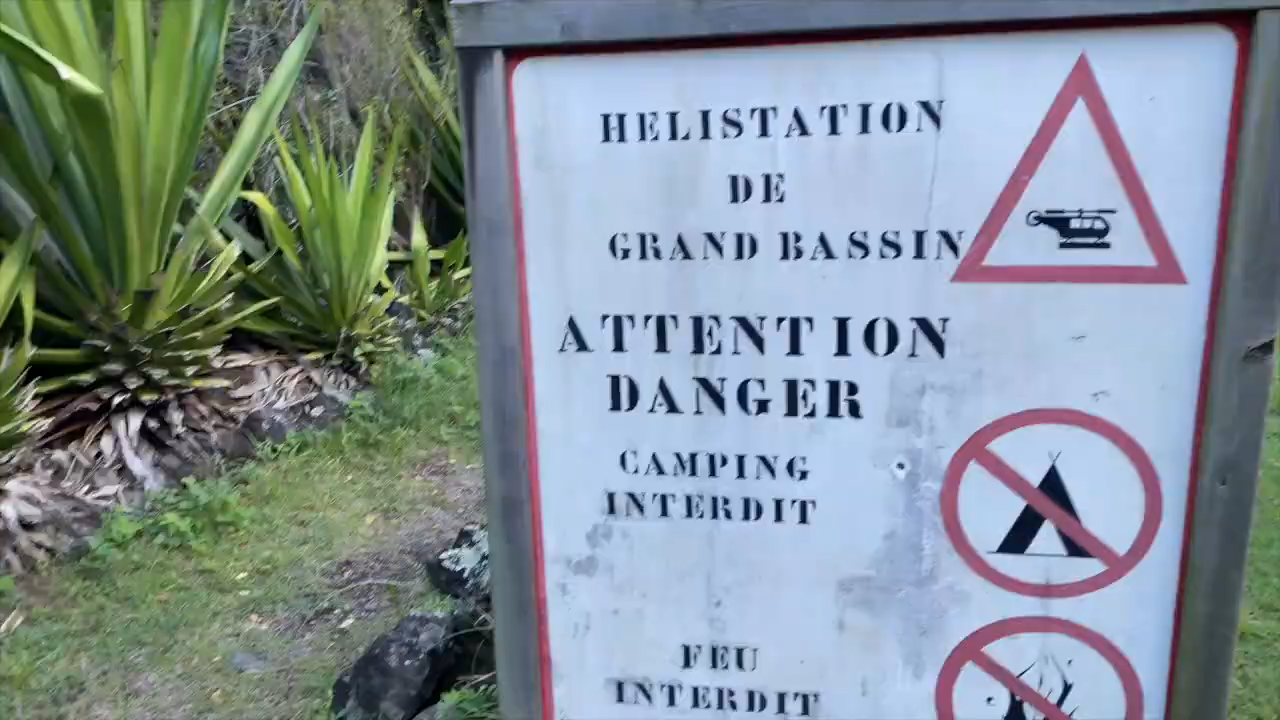 HELISTATION
DE
GRAND BASSIN
ATTENTION
DANGER
CAMPING
INTERDIT
FEU
INTERDIT